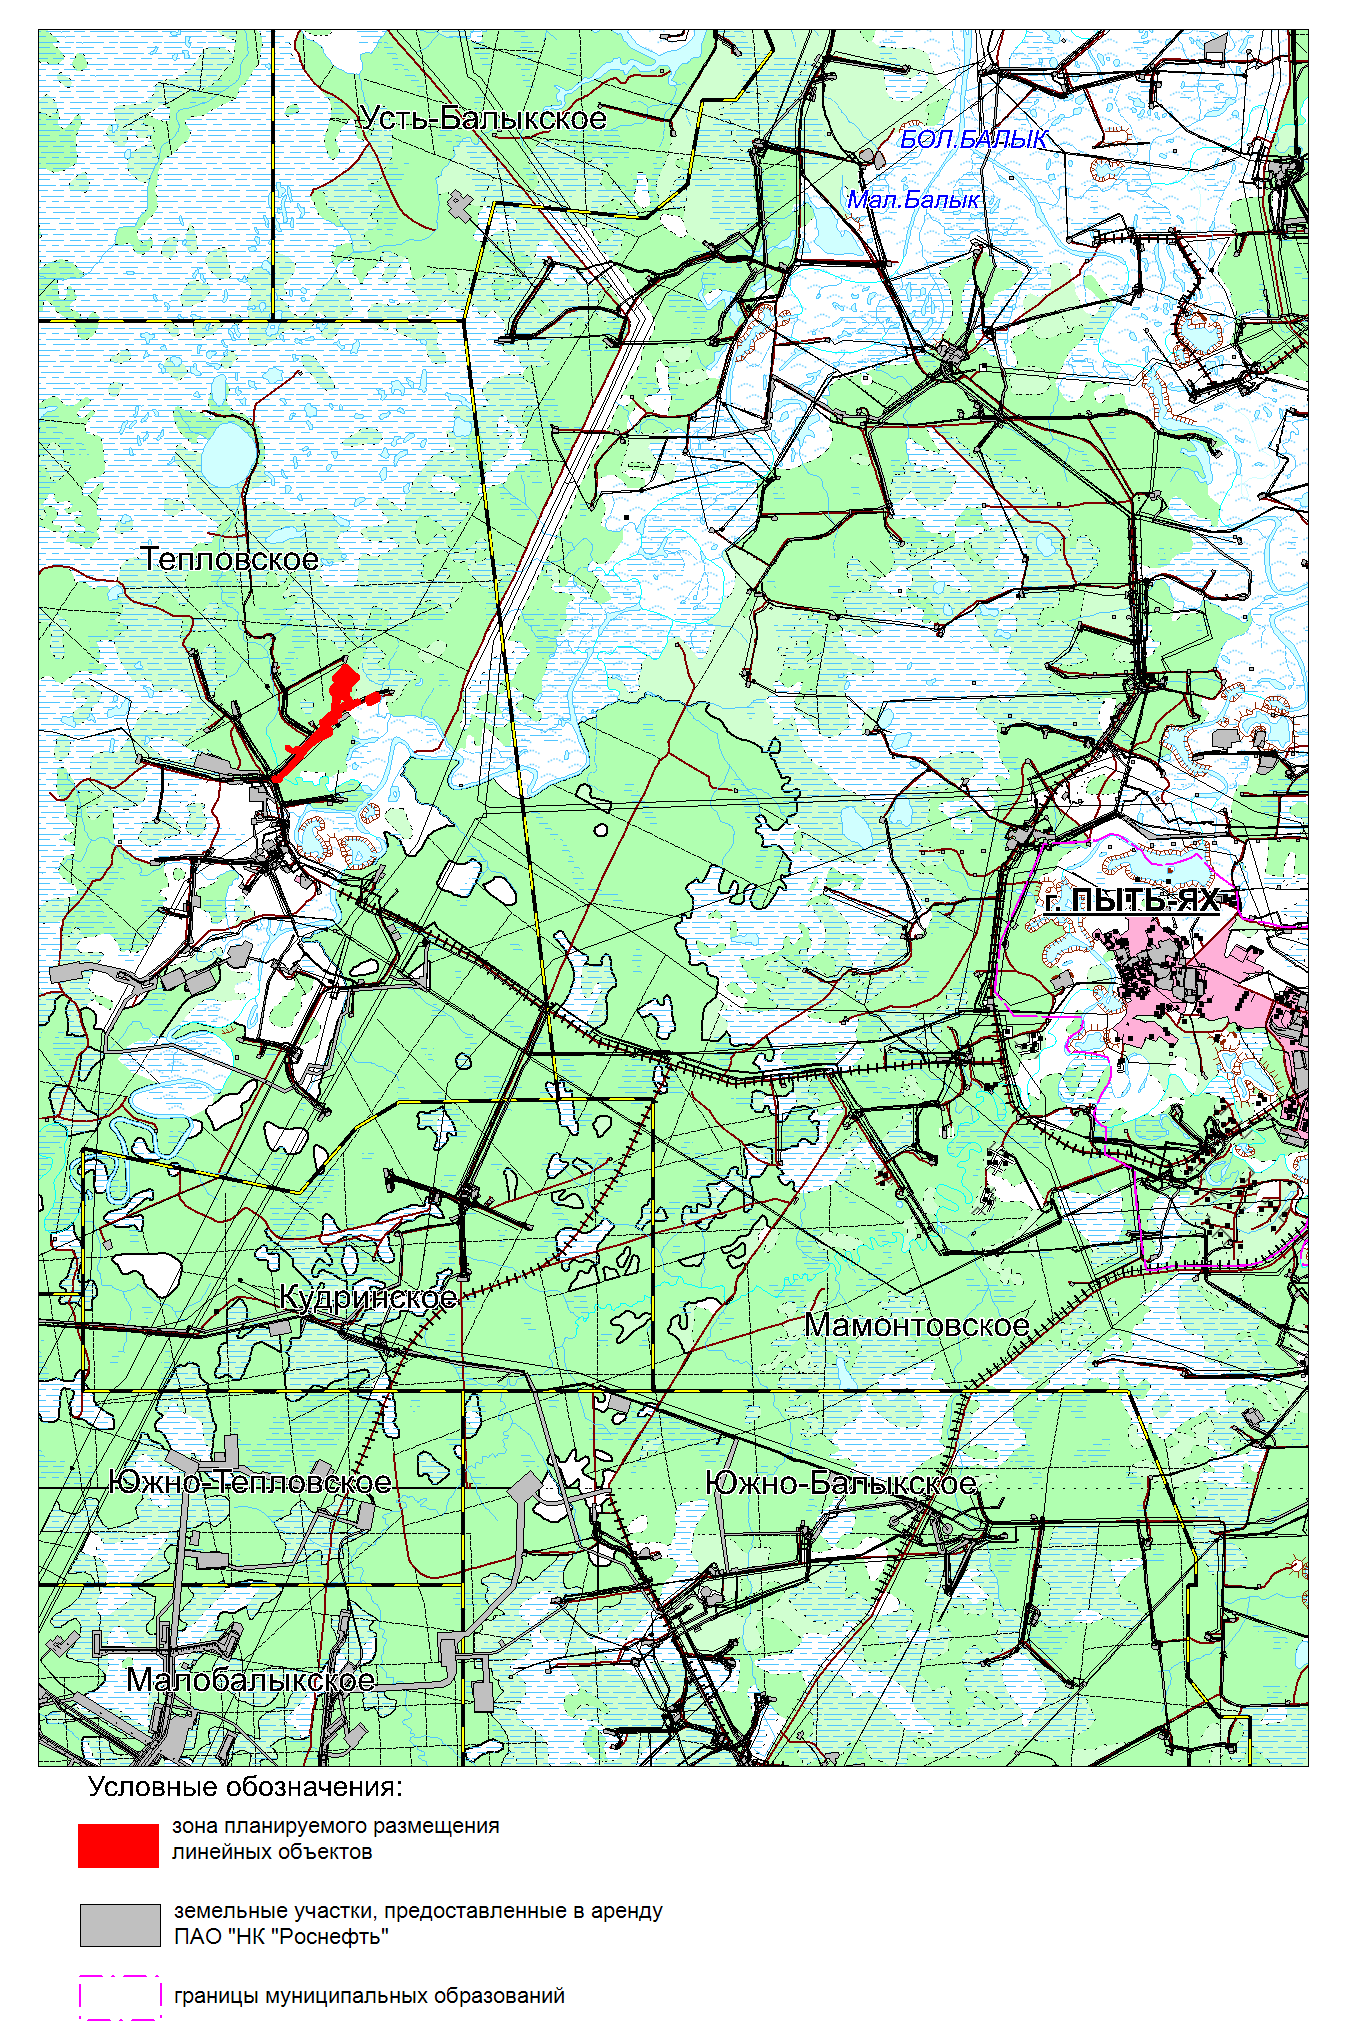 Усть-Балыкское
БОЛ.БАЛЫК
Мал.Балык
Тепловское
г. ПЫТЬ-ЯХ
Кудринское
Мамонтовское
Южно-Тепловское
Южно-Балыкское
Малобалыкское
Условные обозначения:
зона планируемого размещения
линейных объектов
земельные участки, предоставленные в аренду
ПАО "НК "Роснефть"
границы муниципальных образований